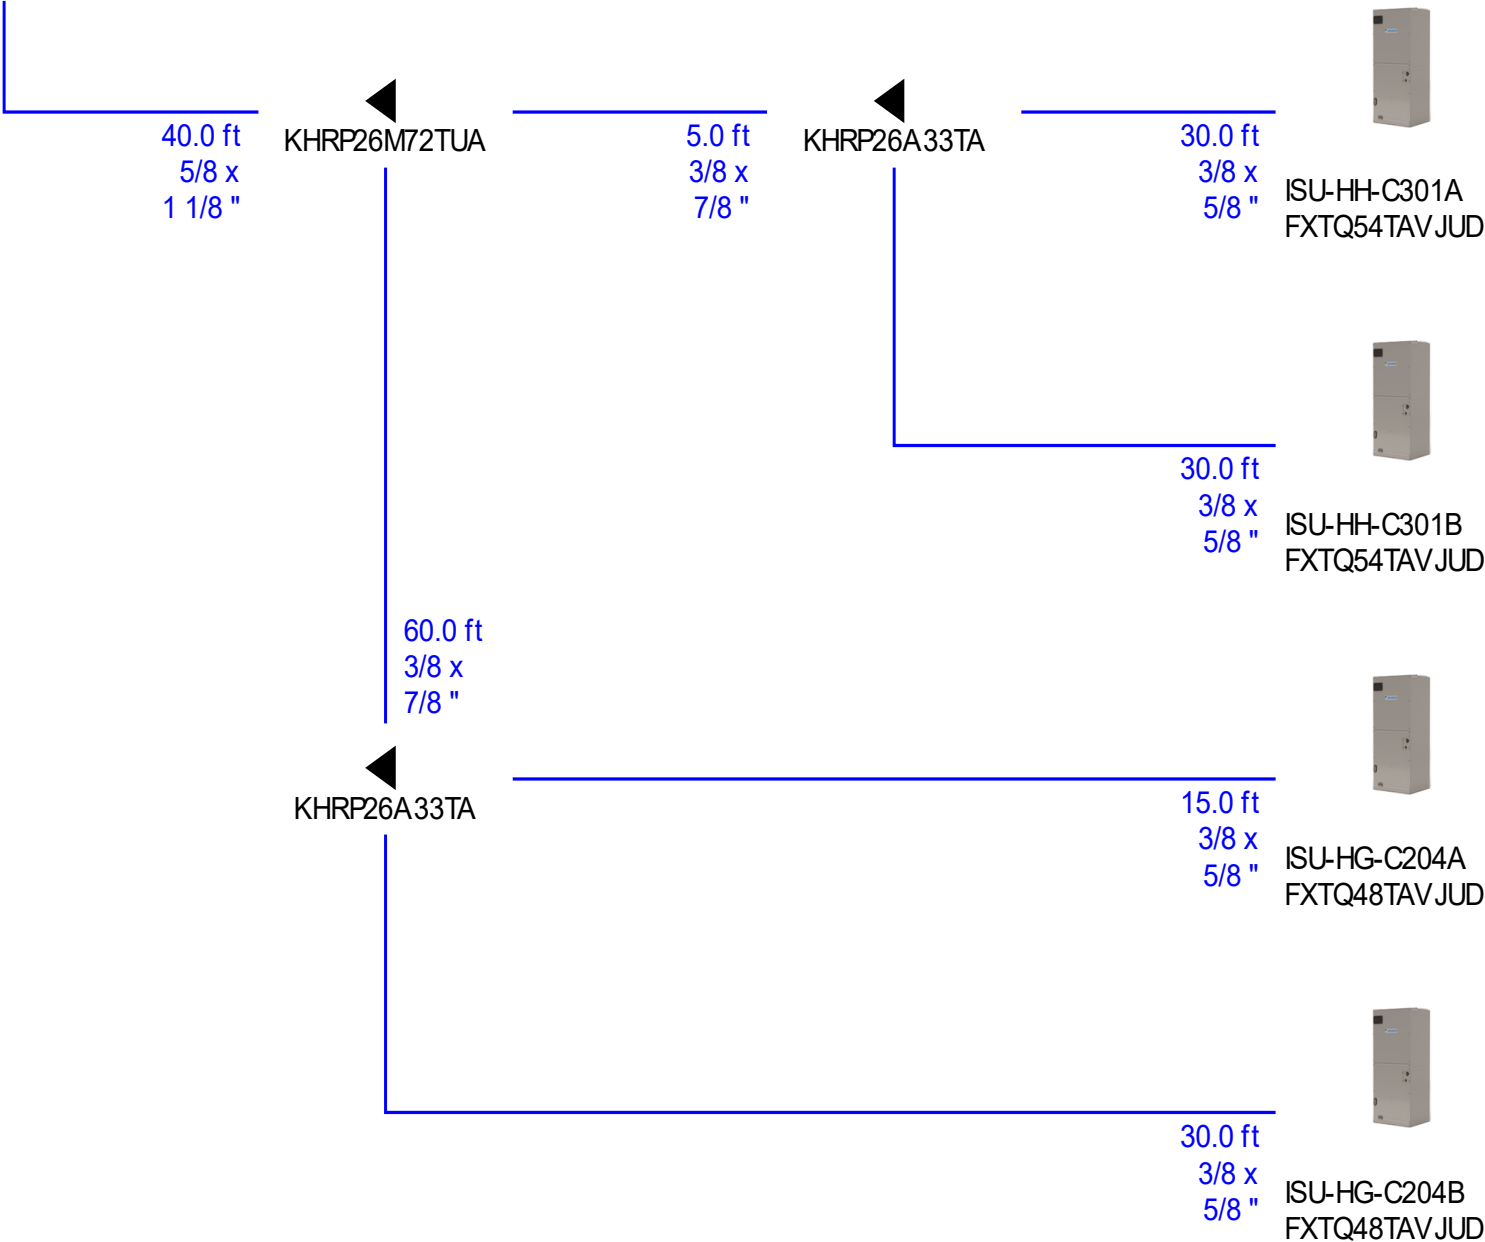 40.0 ft
5/8 x
1 1/8 "
KHRP26M72TUA
5.0 ft
3/8 x
7/8 "
KHRP26A33TA
30.0 ft
3/8 x
5/8 "
ISU-HH-C301A
FXTQ54TAVJUD
30.0 ft
3/8 x
5/8 "
ISU-HH-C301B
FXTQ54TAVJUD
60.0 ft
3/8 x
7/8 "
KHRP26A33TA
15.0 ft
3/8 x
5/8 "
ISU-HG-C204A
FXTQ48TAVJUD
30.0 ft
3/8 x
5/8 "
ISU-HG-C204B
FXTQ48TAVJUD